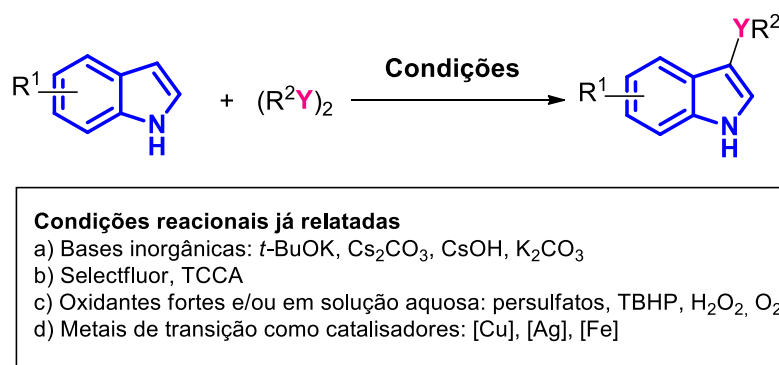 R¹ N H + (R²Y)₂ Condições R¹ YR² N H
Condições reacionais já relatadas
a) Bases inorgânicas: t-BuOK, Cs₂CO₃, CsOH, K₂CO₃
b) Selectfluor, TCCA
c) Oxidantes fortes e/ou em solução aquosa: persulfatos, TBHP, H₂O₂, O₂
d) Metais de transição como catalisadores: [Cu], [Ag], [Fe]